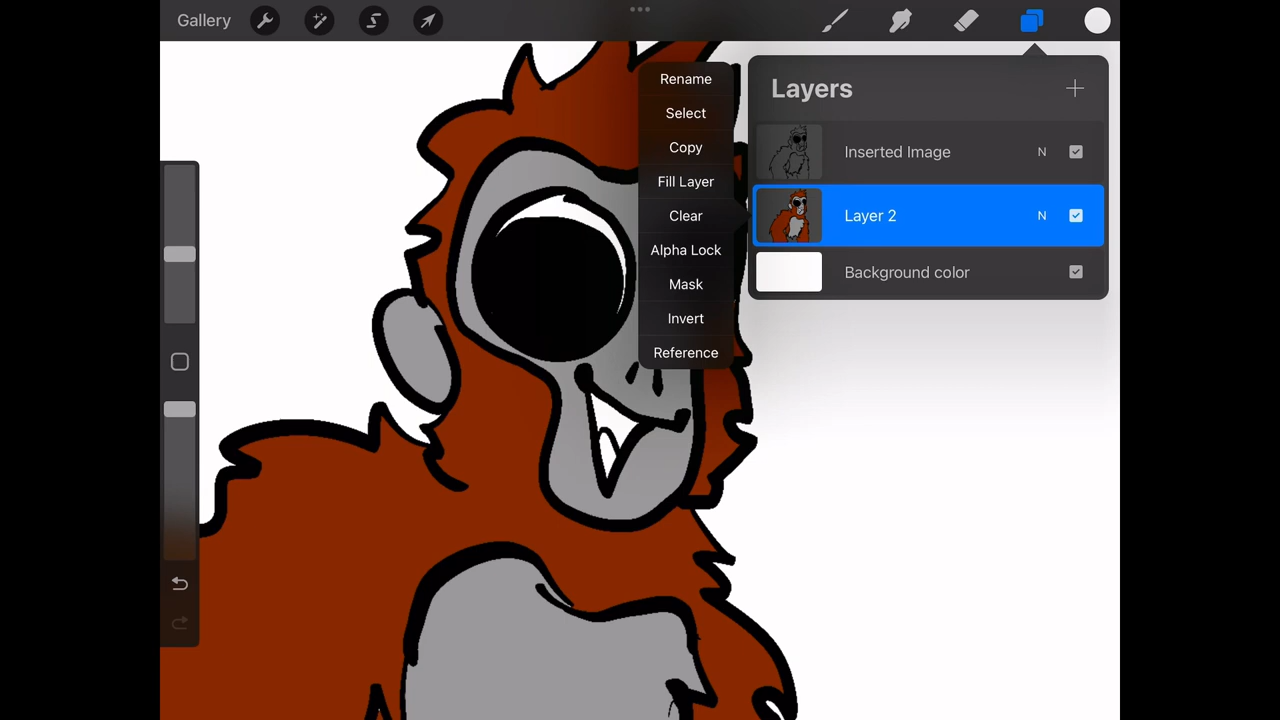 Gallery
Layers
Rename
Select
Copy
Fill Layer
Clear
Alpha Lock
Mask
Invert
Reference
Inserted Image N
Layer 2 N
Background color